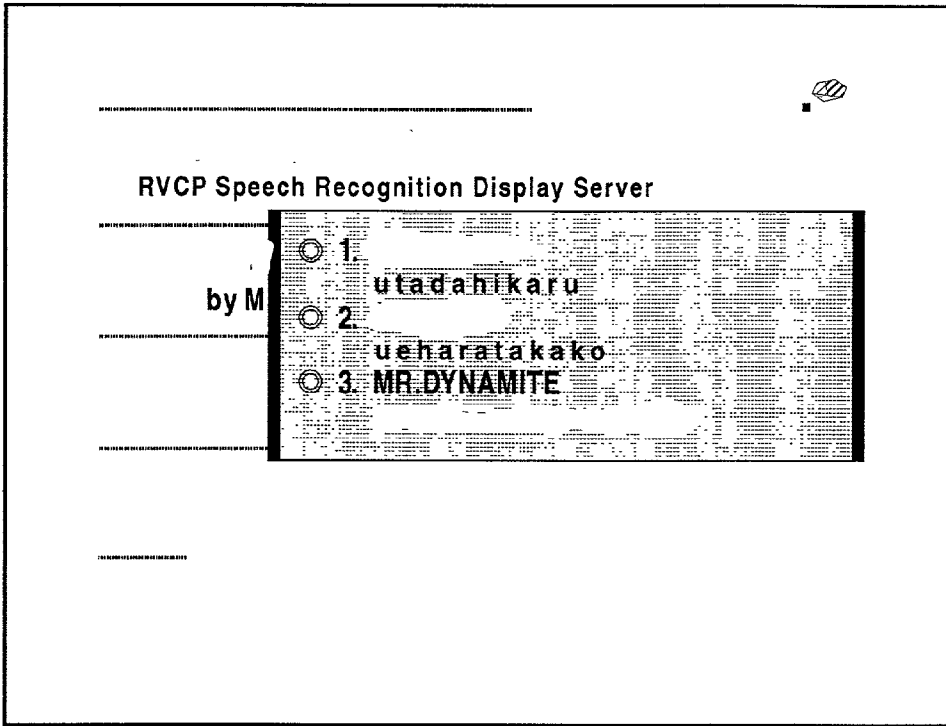 RVCP Speech Recognition Display Server
1.
utadahikaru
by M
2.
ueharatakako
3. MR.DYNAMITE